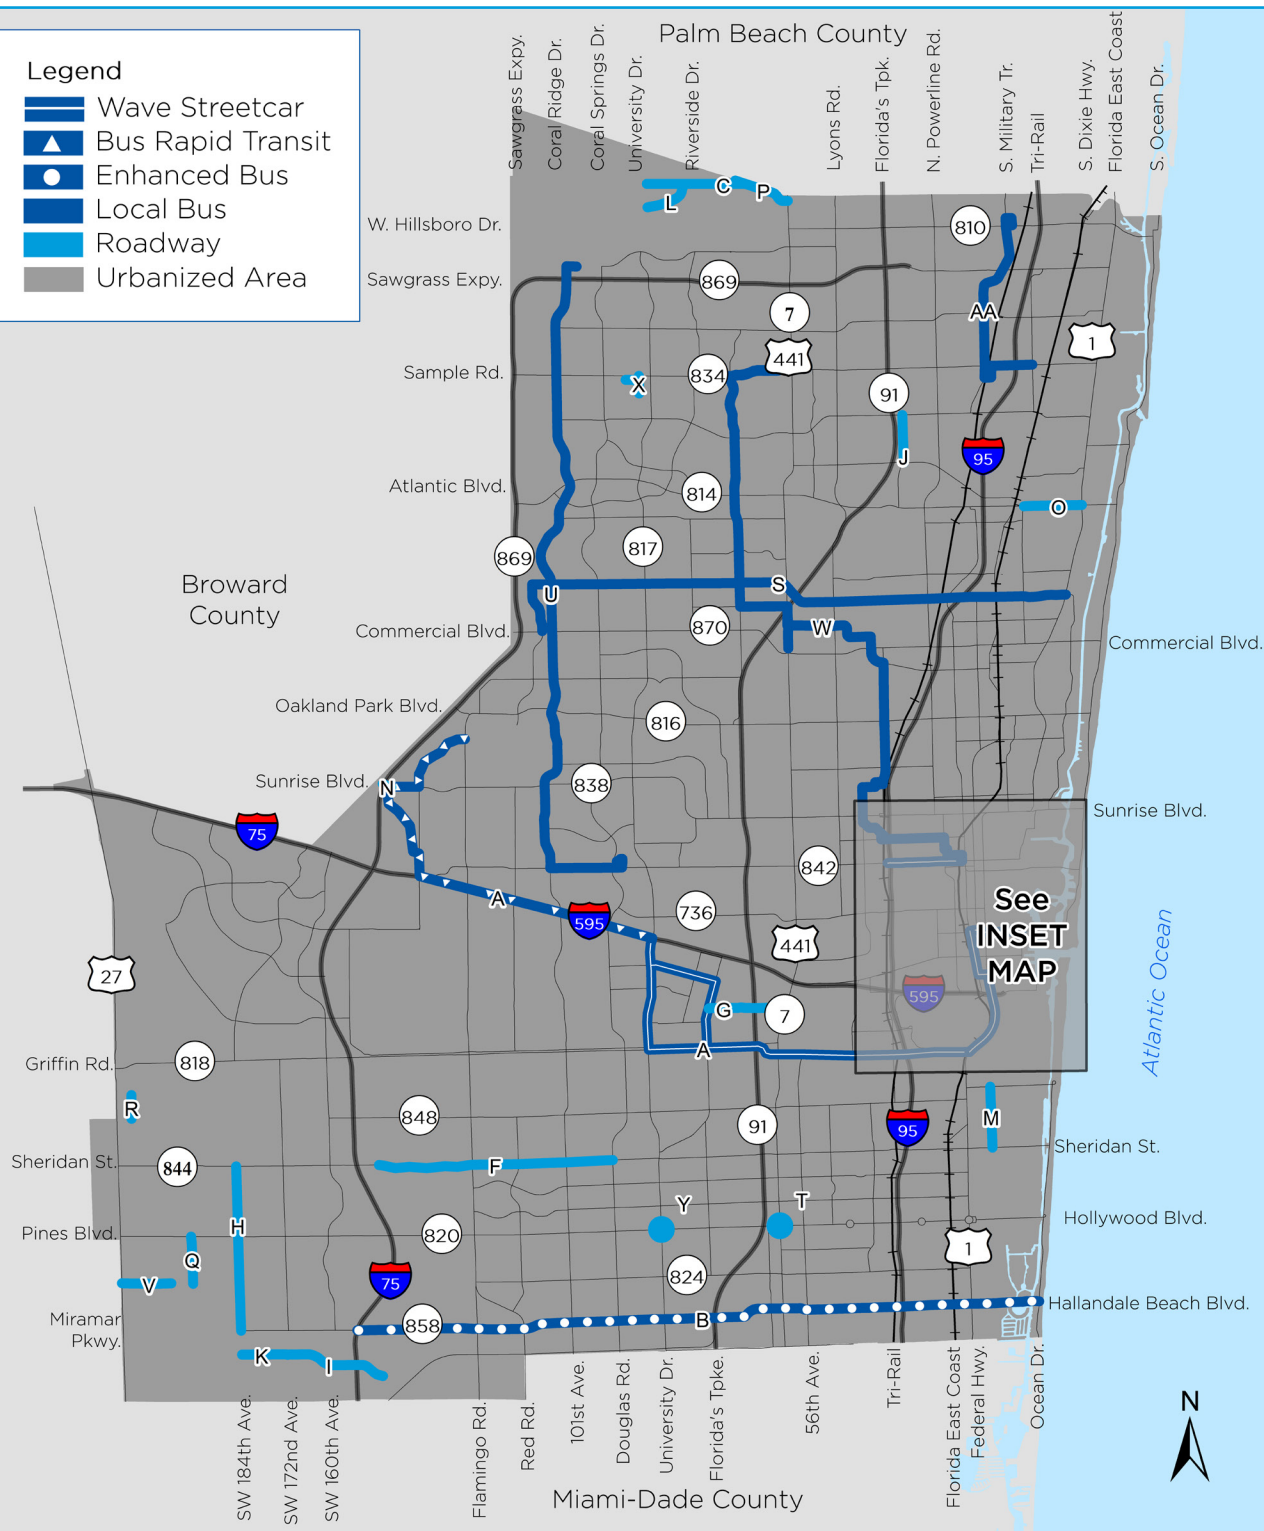 Palm Beach County
Legend
Wave Streetcar
Bus Rapid Transit
Enhanced Bus
Local Bus
Roadway
Urbanized Area
Sawgrass Expy.
Coral Ridge Dr.
Coral Springs Dr.
University Dr.
Riverside Dr.
Lyons Rd.
Florida's Tpk.
N. Powerline Rd.
S. Military Tr.
Tri-Rail
S. Dixie Hwy.
Florida East Coast
S. Ocean Dr.
C
P
L
W. Hillsboro Dr.
810
Sawgrass Expy.
869
7
AA
1
441
Sample Rd.
834
X
91
J
95
Atlantic Blvd.
814
O
817
869
Broward
County
U
S
Commercial Blvd.
870
W
Commercial Blvd.
Oakland Park Blvd.
816
Sunrise Blvd.
N
838
Sunrise Blvd.
75
842
A
595
736
441
See
INSET
MAP
595
27
G
7
Atlantic Ocean
A
Griffin Rd.
818
R
848
91
95
M
Sheridan St.
844
F
Sheridan St.
H
Y
T
Pines Blvd.
820
Hollywood Blvd.
Q
1
V
75
824
Miramar
Pkwy.
858
B
Hallandale Beach Blvd.
K
I
SW 184th Ave.
SW 172nd Ave.
SW 160th Ave.
Flamingo Rd.
Red Rd.
101st Ave.
Douglas Rd.
University Dr.
Florida's Tpke.
56th Ave.
Tri-Rail
Florida East Coast
Federal Hwy.
Ocean Dr.
N
Miami-Dade County